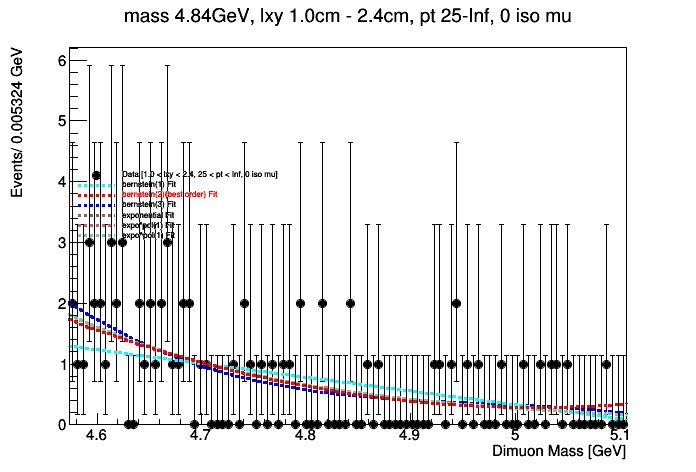 mass 4.84GeV, lxy 1.0cm - 2.4cm, pt 25-Inf, 0 iso mu
Events/ 0.005324 GeV
6
5
4
3
2
1
0
Data [1.0 < lxy < 2.4, 25 < pt < Inf, 0 iso mu]
bernstein(1) Fit
bernstein(2) (best order) Fit
bernstein(3) Fit
exponential Fit
expo*pol(1) Fit
4.6
4.7
4.8
4.9
5
5.1
Dimuon Mass [GeV]